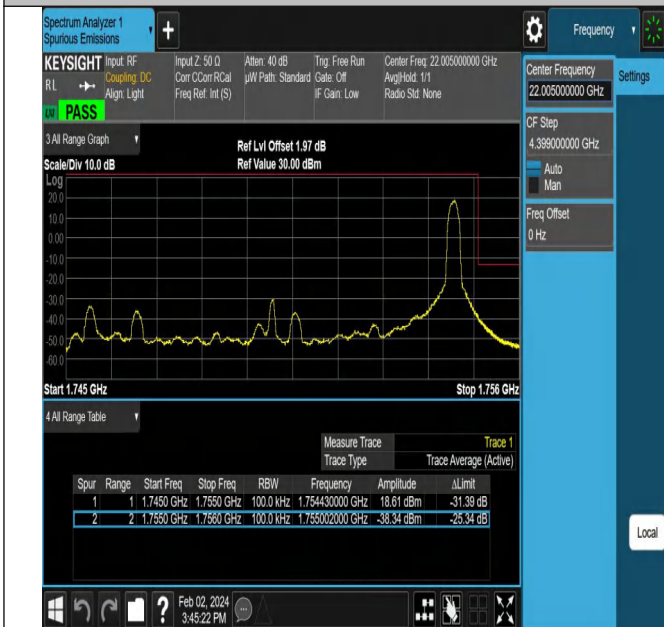 Spectrum Analyzer 1
Spurious Emissions
Frequency
KEYSIGHT
RL
Input: RF
Coupling: DC
Align: Light
Input Z: 50 Ω
Corr CCorr RCal
Freq Ref: Int (S)
Atten: 40 dB
µW Path: Standard
Trig: Free Run
Gate: Off
IF Gain: Low
Center Freq: 22.005000000 GHz
Avg|Hold: 1/1
Radio Std: None
PASS
Center Frequency
22.005000000 GHz
Settings
CF Step
4.399000000 GHz
Auto
Man
Freq Offset
0 Hz
3 All Range Graph
Ref Lvl Offset 1.97 dB
Scale/Div 10.0 dB
Ref Value 30.00 dBm
Log
20.0
10.0
0.00
-10.0
-20.0
-30.0
-40.0
-50.0
-60.0
Start 1.745 GHz
Stop 1.756 GHz
4 All Range Table
Measure Trace Trace 1
Trace Type Trace Average (Active)
Spur Range Start Freq Stop Freq RBW Frequency Amplitude ΔLimit
1 1 1.7450 GHz 1.7550 GHz 100.0 kHz 1.754430000 GHz 18.61 dBm -31.39 dB
2 2 1.7550 GHz 1.7560 GHz 100.0 kHz 1.755002000 GHz -38.34 dBm -25.34 dB
Local
?
Feb 02, 2024
3:45:22 PM